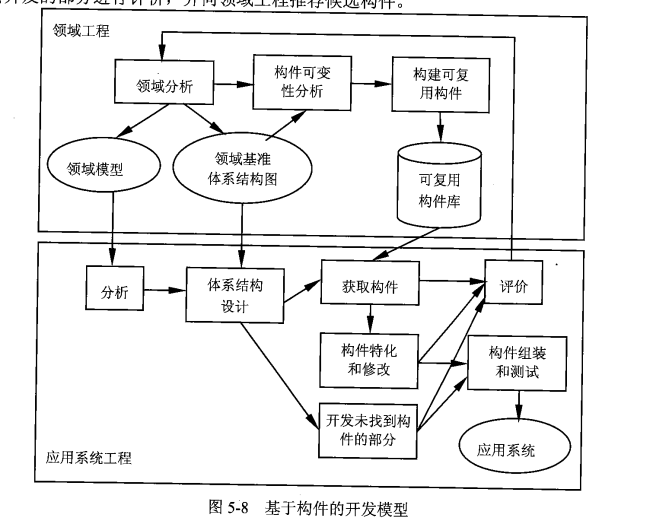 开发的部分进行评价，并向领域工程推荐候选构件。
领域工程
领域分析
构件可变
性分析
构建可复
用构件
领域模型
领域基准
体系结构图
可复用
构件库
分析
体系结构
设计
获取构件
评价
构件特化
和修改
构件组装
和测试
开发未找到构
件的部分
应用系统
应用系统工程
图 5-8 基于构件的开发模型